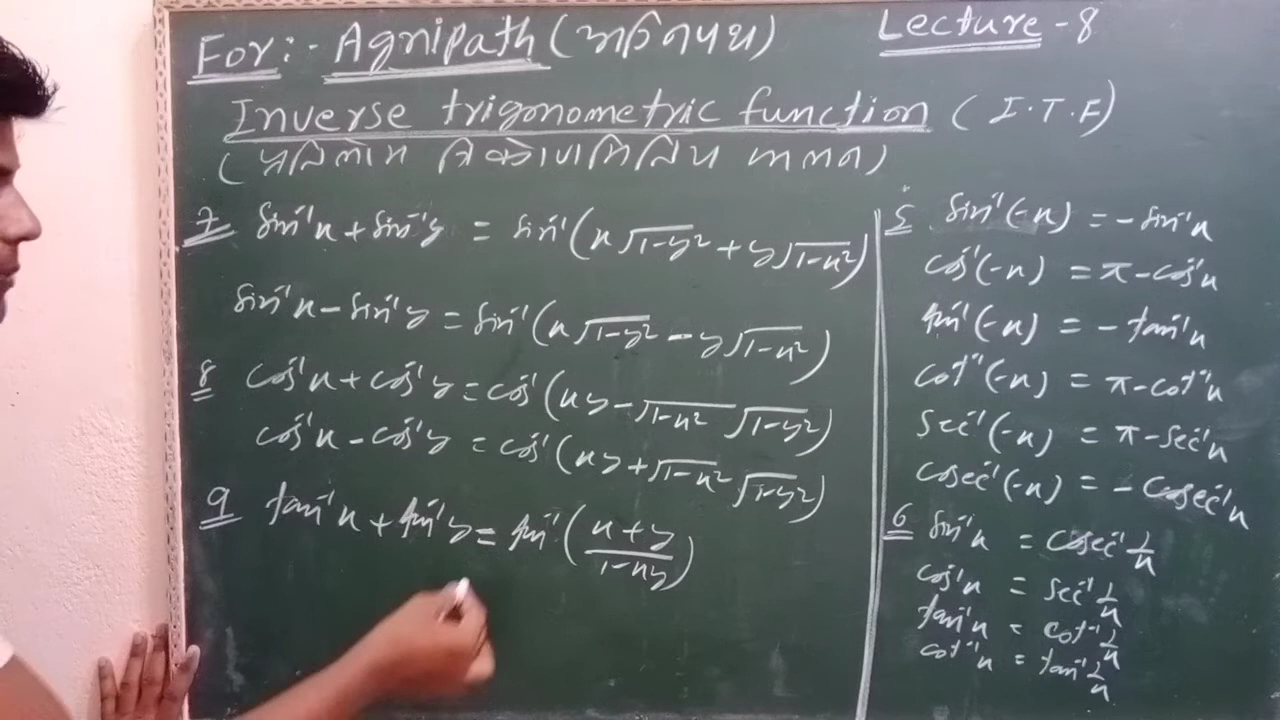 For:- Agnipath (अग्निपथ)
Lecture-8
Inverse trigonometric function (I.T.F)
(प्रतिलोम त्रिकोणमितिय फलन)
7 sin⁻¹x + sin⁻¹y = sin⁻¹(x√1-y² + y√1-x²)
sin⁻¹x - sin⁻¹y = sin⁻¹(x√1-y² - y√1-x²)
8 cos⁻¹x + cos⁻¹y = cos⁻¹(xy - √1-x² √1-y²)
cos⁻¹x - cos⁻¹y = cos⁻¹(xy + √1-x² √1-y²)
9 tan⁻¹x + tan⁻¹y = tan⁻¹(x+y/1-xy)
5 sin⁻¹(-x) = -sin⁻¹x
cos⁻¹(-x) = π - cos⁻¹x
tan⁻¹(-x) = -tan⁻¹x
cot⁻¹(-x) = π - cot⁻¹x
sec⁻¹(-x) = π - sec⁻¹x
cosec⁻¹(-x) = -cosec⁻¹x
6 sin⁻¹x = cosec⁻¹ 1/x
cos⁻¹x = sec⁻¹ 1/x
tan⁻¹x = cot⁻¹ 1/x
cot⁻¹x = tan⁻¹ 1/x